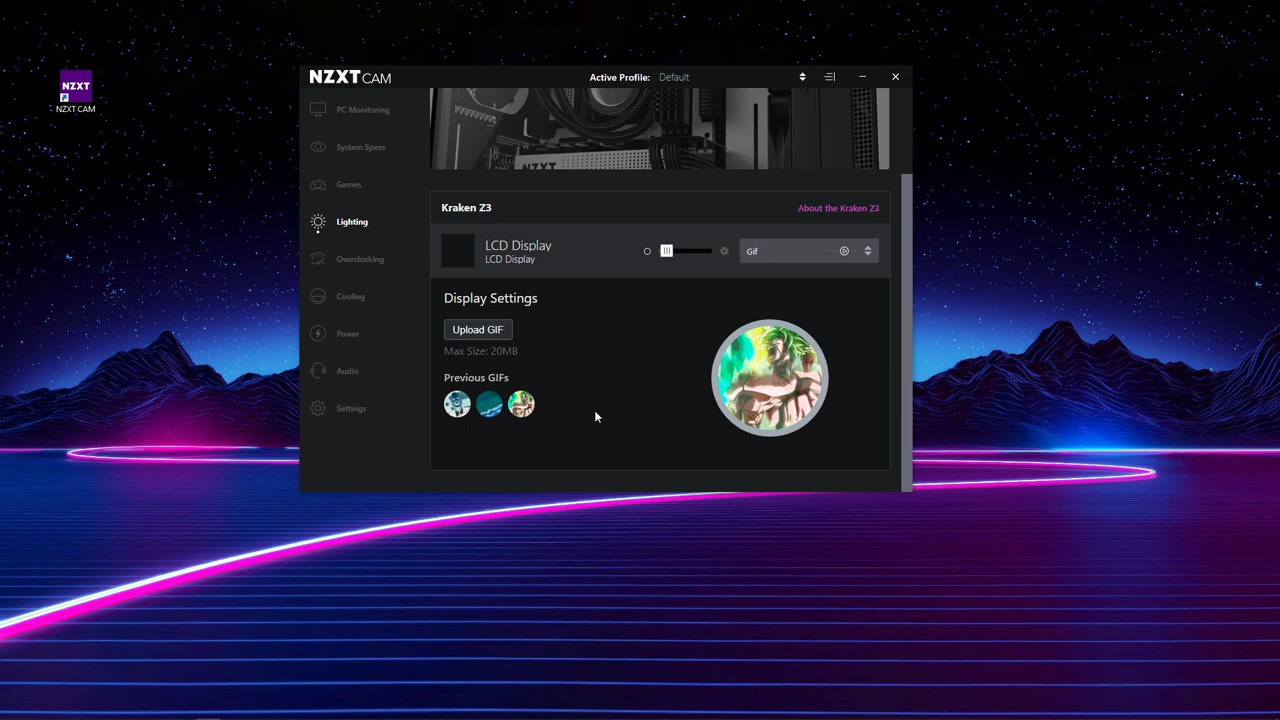 NZXT
NZXT CAM
NZXT CAM
Active Profile: Default
PC Monitoring
System Specs
Games
Lighting
Overclocking
Cooling
Power
Audio
Settings
NZXT
Kraken Z3
About the Kraken Z3
LCD Display
LCD Display
Gif
Display Settings
Upload GIF
Max Size: 20MB
Previous GIFs